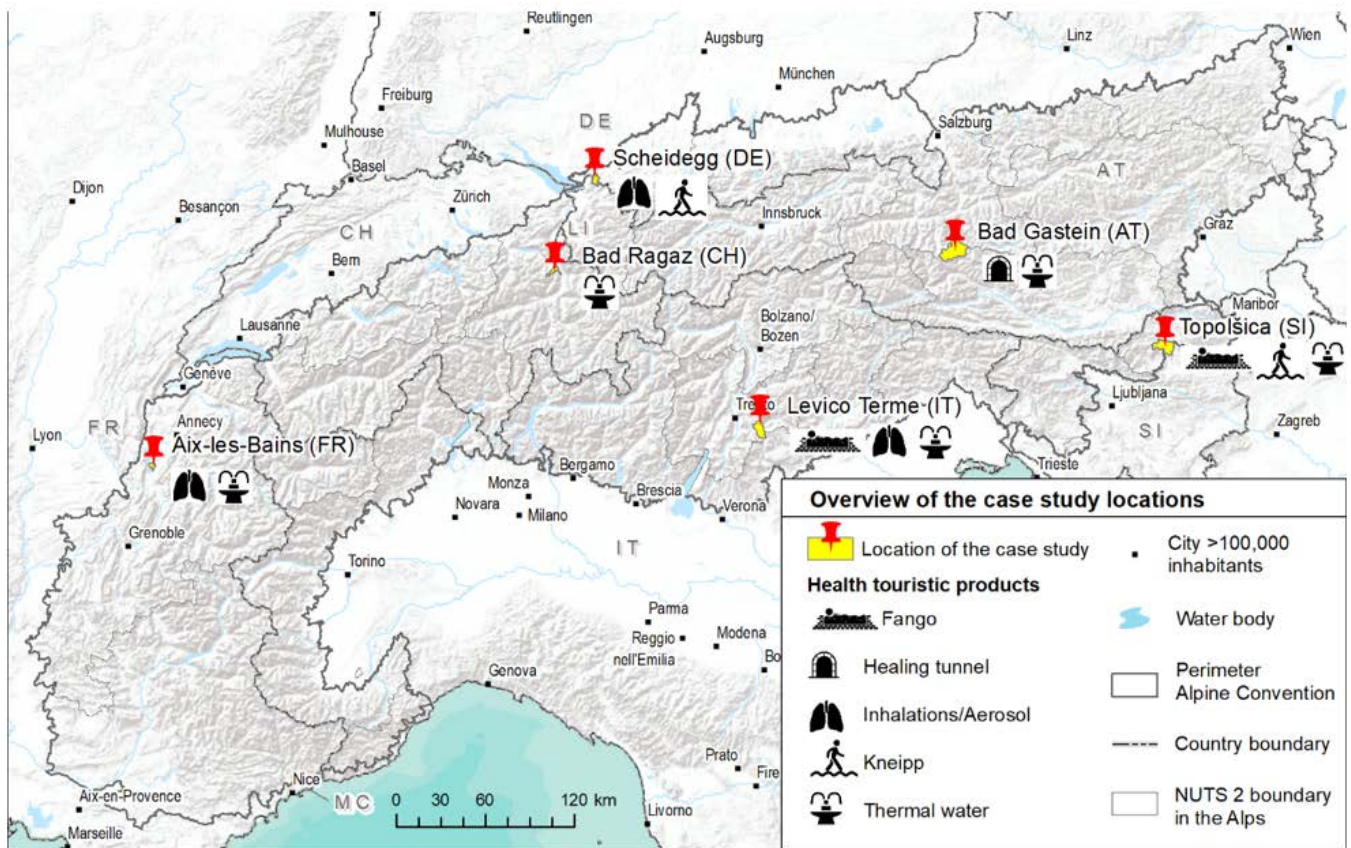 Reutlingen
Linz
Wien
Augsburg
München
Freiburg
DE
Salzburg
Mulhouse
Scheidegg (DE)
AT
Basel
Dijon
Zürich
Besançon
Innsbruck
Bad Gastein (AT)
Graz
CH
LI
Bad Ragaz (CH)
Bern
Maribor
Bolzano/
Bozen
Topolšica (SI)
Lausanne
Genève
Ljubljana
Trento
Levico Terme (IT)
FR
Annecy
Lyon
Aix-les-Bains (FR)
SI
Zagreb
Bergamo
Trieste
Monza
Brescia
Novara
Milano
Verona
Grenoble
IT
Torino
Parma
Reggio
nell'Emilia
Modena
Bo
Genova
Prato
Fire
Nice
Aix-en-Provence
MC
0 30 60 120 km
Livorno
Marseille
Overview of the case study locations
Location of the case study
City >100,000
inhabitants
Health touristic products
Fango
Water body
Healing tunnel
Perimeter
Alpine Convention
Inhalations/Aerosol
Country boundary
Kneipp
Thermal water
NUTS 2 boundary
in the Alps